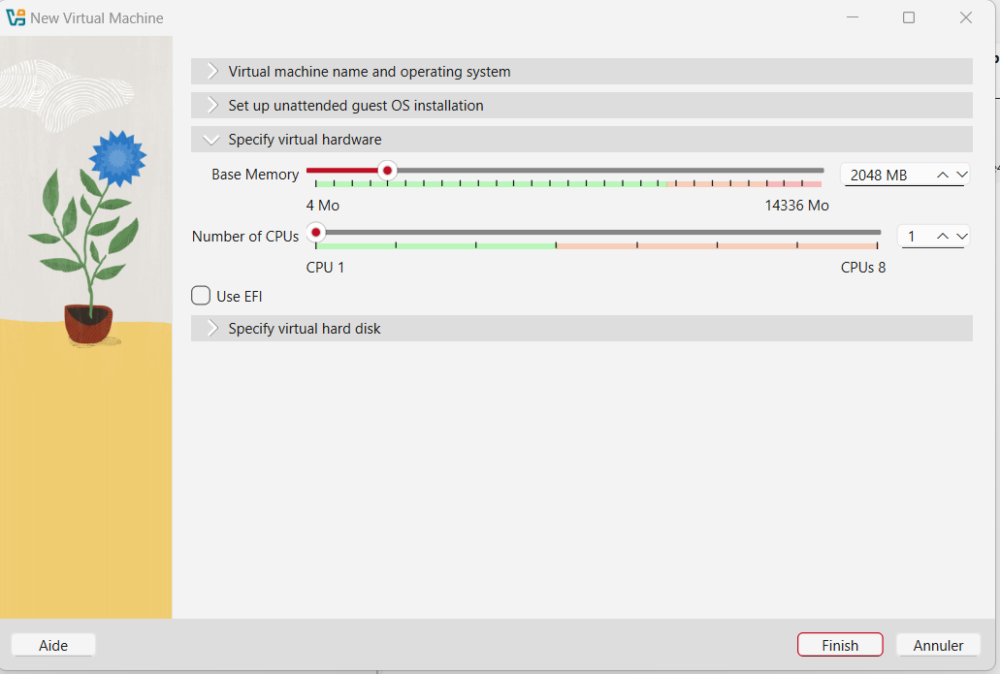 New Virtual Machine
Virtual machine name and operating system
Set up unattended guest OS installation
Specify virtual hardware
Base Memory 2048 MB
4 Mo 14336 Mo
Number of CPUs 1
CPU 1 CPUs 8
Use EFI
Specify virtual hard disk
Aide Finish Annuler